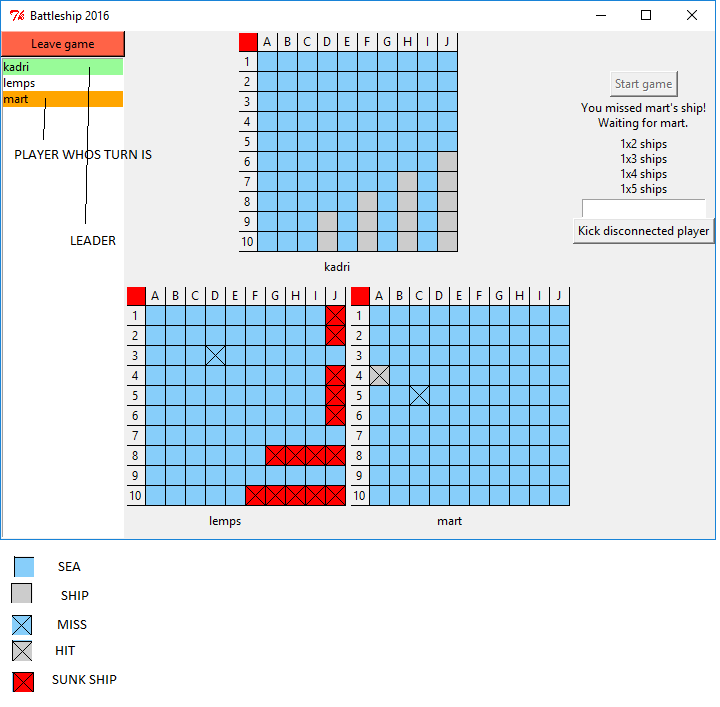 Battleship 2016
Leave game
kadri
lemps
mart
PLAYER WHOS TURN IS
LEADER
A B C D E F G H I J
1
2
3
4
5
6
7
8
9
10
kadri
Start game
You missed mart's ship!
Waiting for mart.
1x2 ships
1x3 ships
1x4 ships
1x5 ships
Kick disconnected player
A B C D E F G H I J
1
2
3
4
5
6
7
8
9
10
lemps
A B C D E F G H I J
1
2
3
4
5
6
7
8
9
10
mart
SEA
SHIP
MISS
HIT
SUNK SHIP